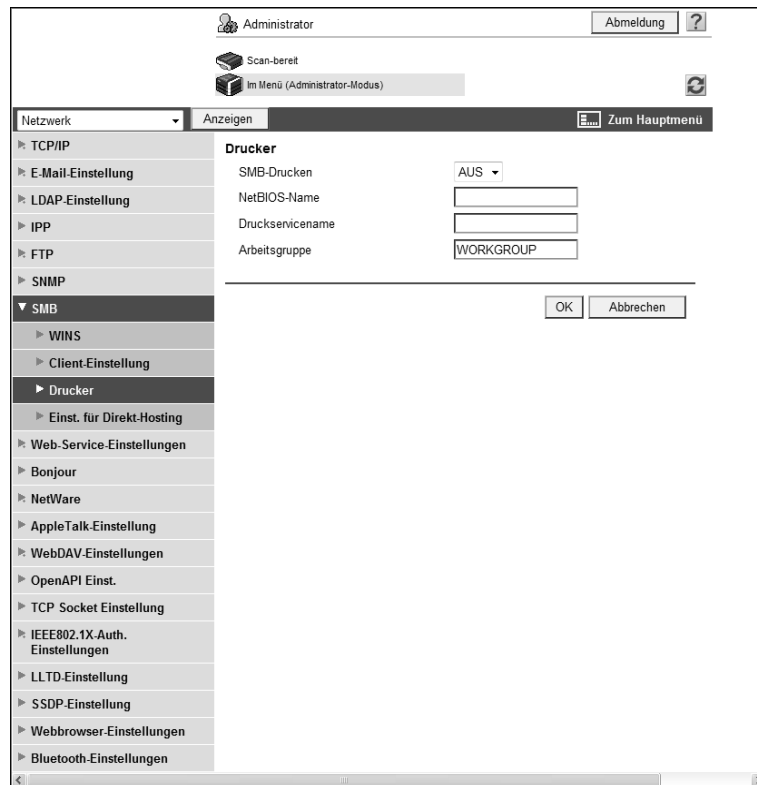 Administrator
Abmeldung
?
Scan-bereit
Im Menü (Administrator-Modus)
Netzwerk
Anzeigen
Zum Hauptmenü
TCP/IP
E-Mail-Einstellung
LDAP-Einstellung
IPP
FTP
SNMP
SMB
WINS
Client-Einstellung
Drucker
Einst. für Direkt-Hosting
Web-Service-Einstellungen
Bonjour
NetWare
AppleTalk-Einstellung
WebDAV-Einstellungen
OpenAPI Einst.
TCP Socket Einstellung
IEEE802.1X-Auth.
Einstellungen
LLTD-Einstellung
SSDP-Einstellung
Webbrowser-Einstellungen
Bluetooth-Einstellungen
Drucker
SMB-Drucken AUS
NetBIOS-Name
Druckservicename
Arbeitsgruppe WORKGROUP
OK Abbrechen